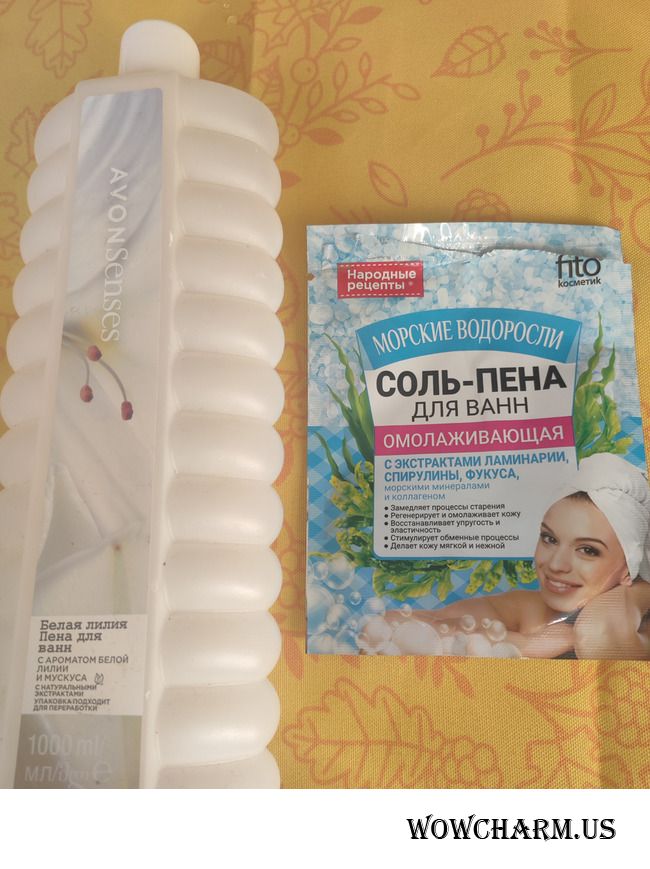 AVON Senses
Белая лилия
Пена для
ванн
С АРОМАТОМ БЕЛОЙ
ЛИЛИИ
И МУСКУСА
С НАТУРАЛЬНЫМИ
ЭКСТРАКТАМИ
УПАКОВКА ПОДХОДИТ
ДЛЯ ПЕРЕРАБОТКИ
1000 ml/
мл/
Народные
рецепты®
fito
косметик
МОРСКИЕ ВОДОРОСЛИ
СОЛЬ-ПЕНА
ДЛЯ ВАНН
ОМОЛАЖИВАЮЩАЯ
С ЭКСТРАКТАМИ ЛАМИНАРИИ,
СПИРУЛИНЫ, ФУКУСА,
морскими минералами
и коллагеном
• Замедляет процессы старения
• Регенерирует и омолаживает кожу
• Восстанавливает упругость и
эластичность
• Стимулирует обменные процессы
• Делает кожу мягкой и нежной
WOWCHARM.US